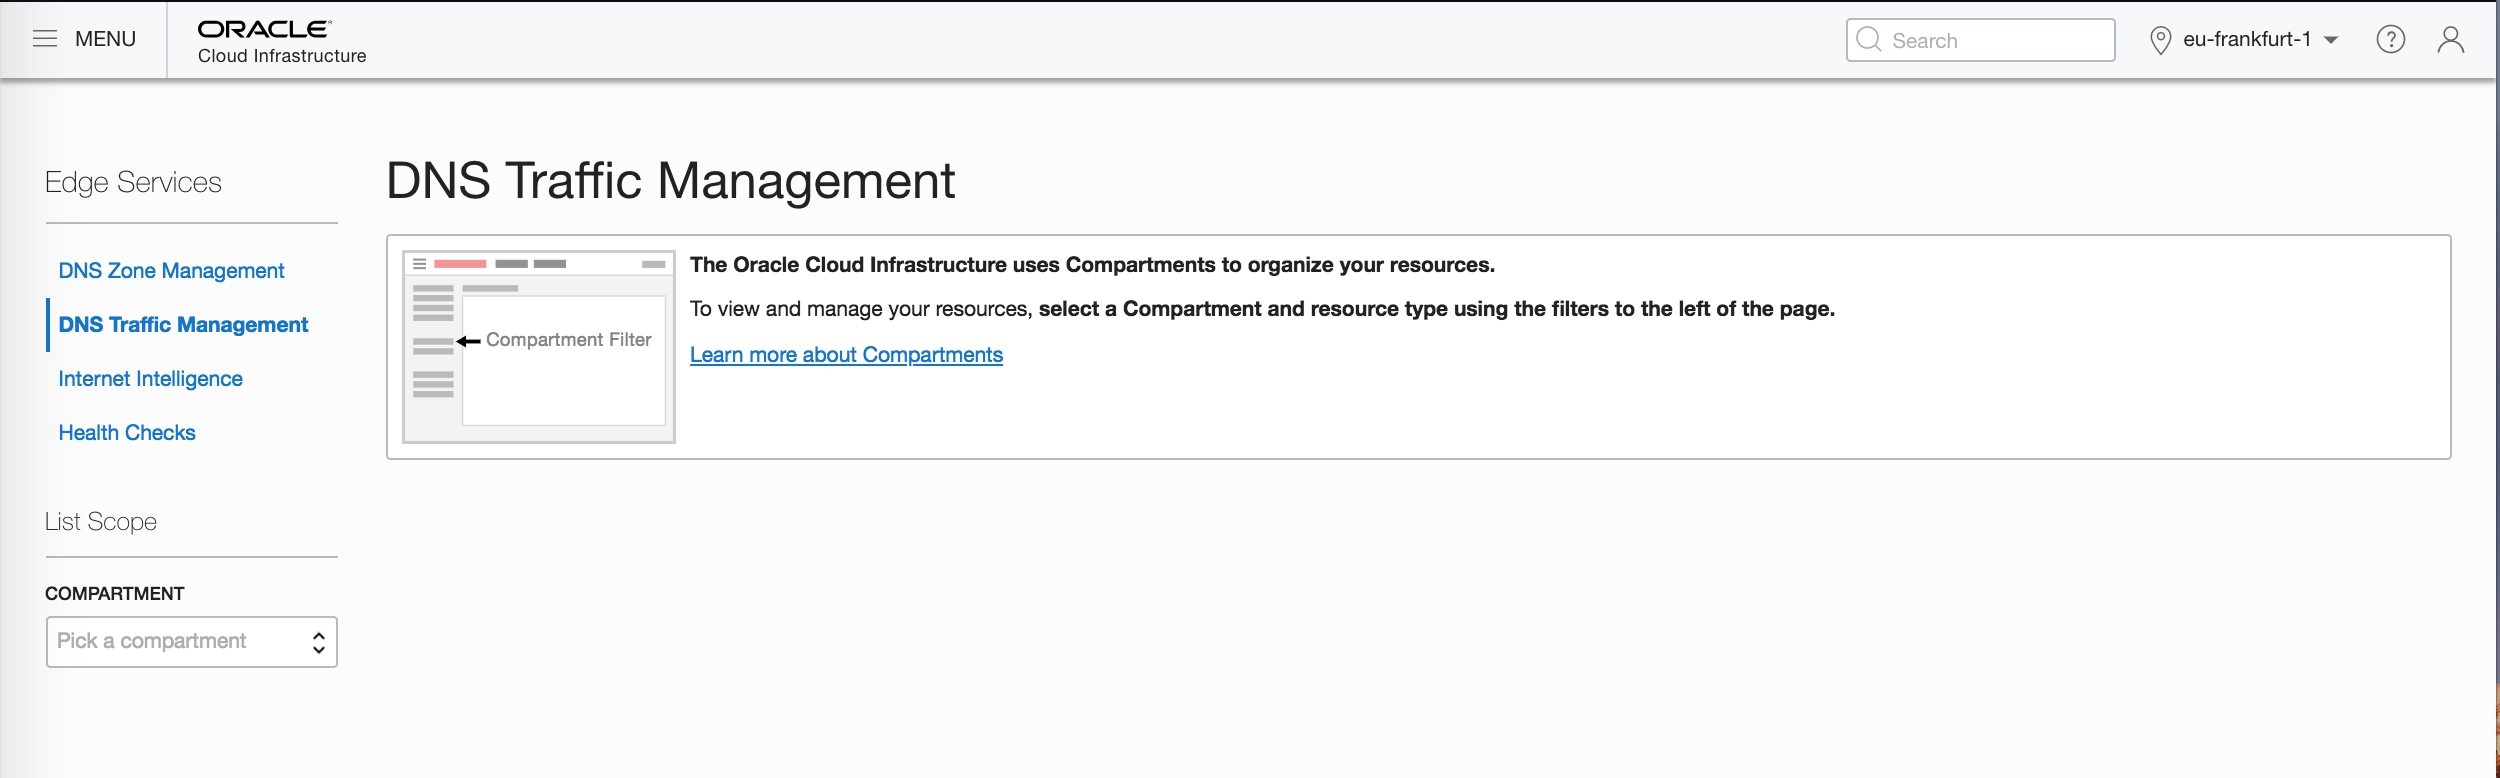 MENU
ORACLE®
Cloud Infrastructure
Search
eu-frankfurt-1
?
Edge Services
DNS Zone Management
DNS Traffic Management
Internet Intelligence
Health Checks
List Scope
COMPARTMENT
Pick a compartment
DNS Traffic Management
Compartment Filter
The Oracle Cloud Infrastructure uses Compartments to organize your resources.
To view and manage your resources, select a Compartment and resource type using the filters to the left of the page.
Learn more about Compartments